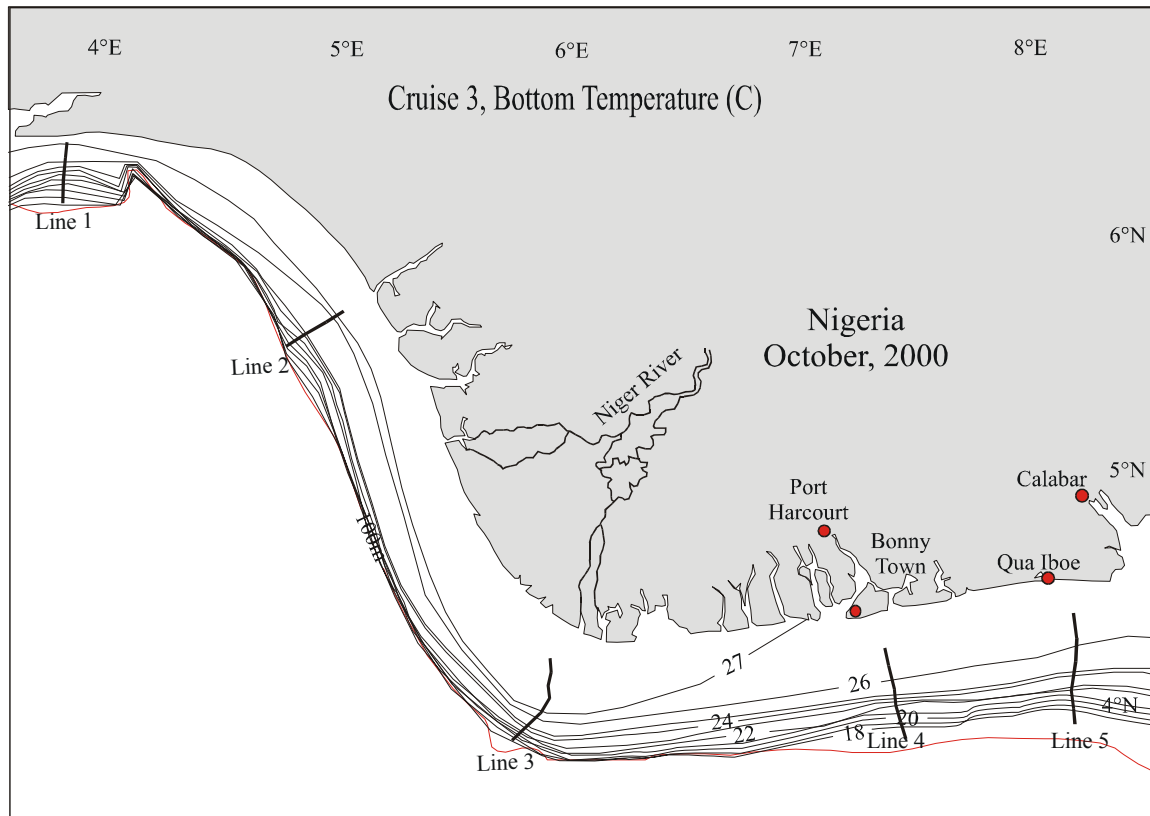 4°E
5°E
6°E
7°E
8°E
Cruise 3, Bottom Temperature (C)
Line 1
6°N
Nigeria
October, 2000
Line 2
Niger River
5°N
Calabar
Port
Harcourt
100m
Bonny
Town
Qua Iboe
27
26
4°N
24
20
22
18
Line 3
Line 4
Line 5